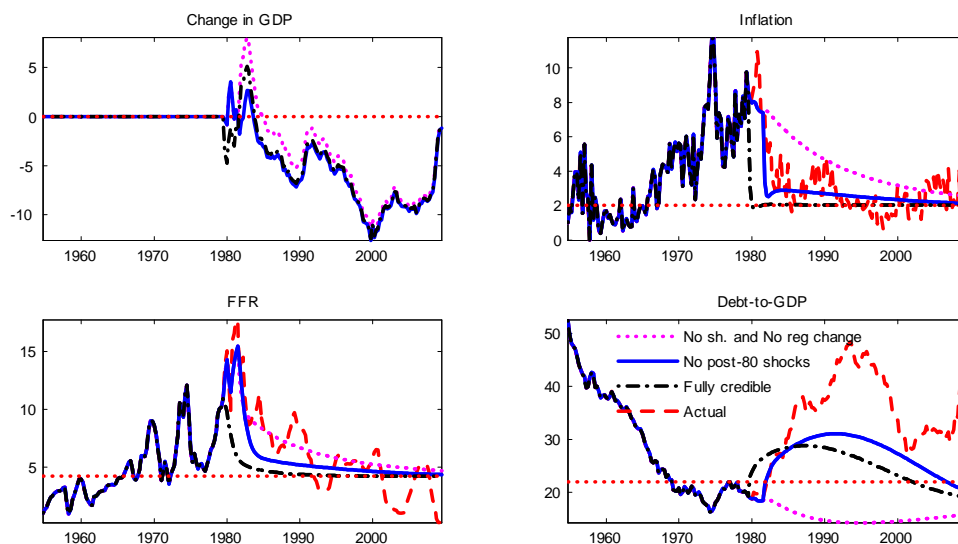 Change in GDP
5
0
-5
-10
1960 1970 1980 1990 2000
Inflation
10
8
6
4
2
0
1960 1970 1980 1990 2000
FFR
15
10
5
1960 1970 1980 1990 2000
Debt-to-GDP
50
40
30
20
No sh. and No reg change
No post-80 shocks
Fully credible
Actual
1960 1970 1980 1990 2000